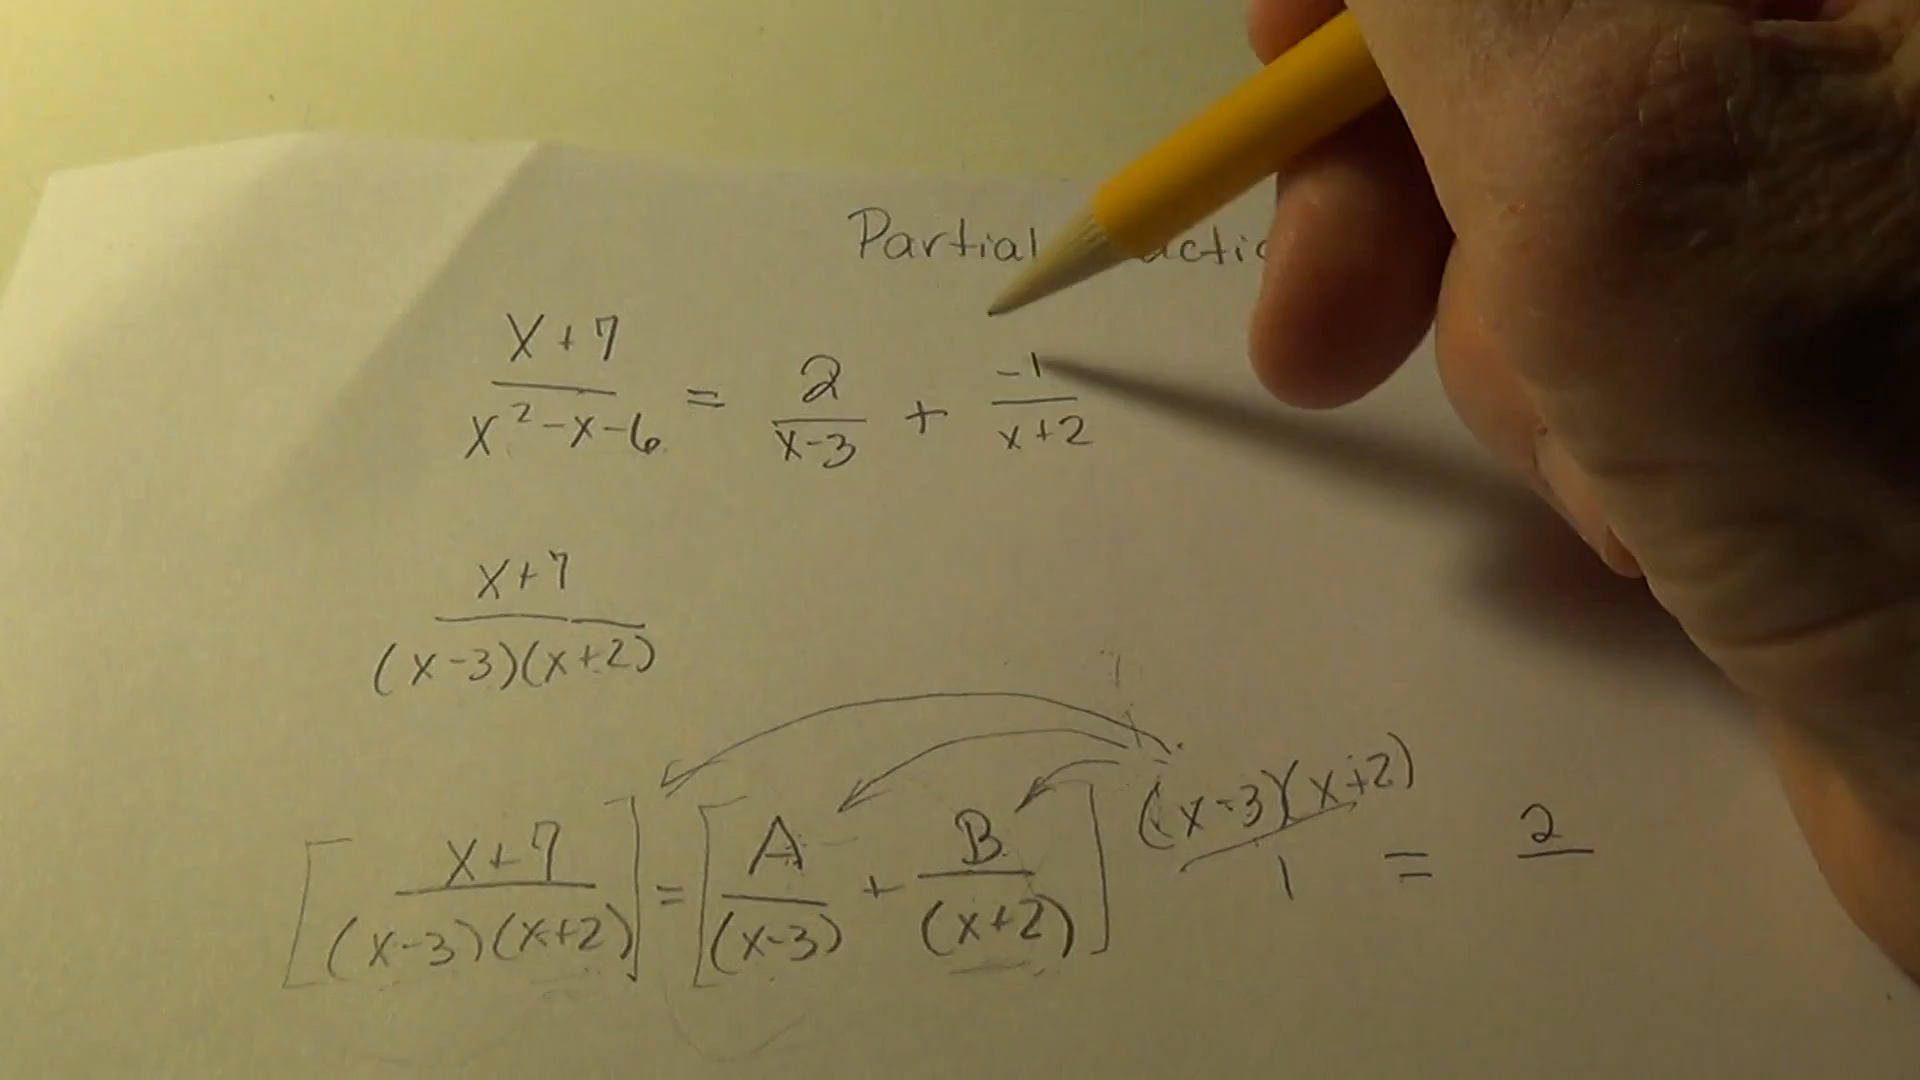 Partial actio
x+7 / x²-x-6 = 2 / x-3 + -1 / x+2
x+7 / (x-3)(x+2)
[x+7 / (x-3)(x+2)] = [A / (x-3) + B / (x+2)] (x-3)(x+2) / 1 = 2 /